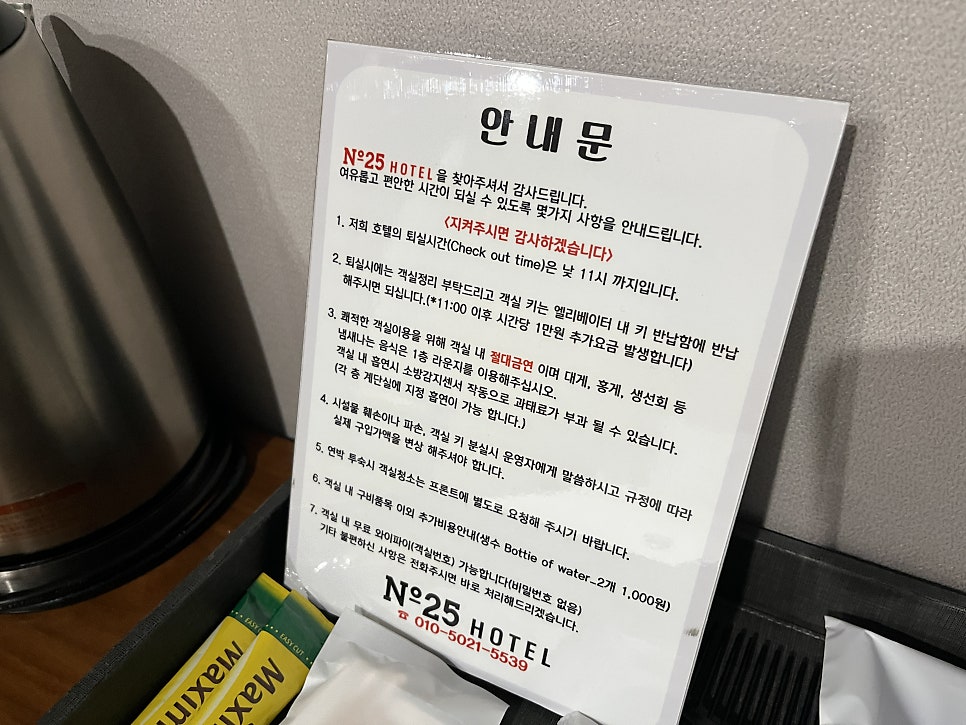 안내문
Nº25 HOTEL을 찾아주셔서 감사드립니다.
여유롭고 편안한 시간이 되실 수 있도록 몇가지 사항을 안내드립니다.
<지켜주시면 감사하겠습니다>
1. 저희 호텔의 퇴실시간(Check out time)은 낮 11시 까지입니다.
2. 퇴실시에는 객실정리 부탁드리고 객실 키는 엘리베이터 내 키 반납함에 반납
해주시면 되십니다.(*11:00 이후 시간당 1만원 추가요금 발생합니다)
3. 쾌적한 객실이용을 위해 객실 내 절대금연 이며 대게, 홍게, 생선회 등
냄새나는 음식은 1층 라운지를 이용해주십시오.
객실 내 흡연시 소방감지센서 작동으로 과태료가 부과 될 수 있습니다.
(각 층 계단실에 지정 흡연이 가능 합니다.)
4. 시설물 훼손이나 파손, 객실 키 분실시 운영자에게 말씀하시고 규정에 따라
실제 구입가액을 변상 해주셔야 합니다.
5. 연박 투숙시 객실청소는 프론트에 별도로 요청해 주시기 바랍니다.
6. 객실 내 구비품목 이외 추가비용안내(생수 Bottie of water_2개 1.000원)
7. 객실 내 무료 와이파이(객실번호) 가능합니다(비밀번호 없음)
기타 불편하신 사항은 전화주시면 바로 처리해드리겠습니다.
Nº25 HOTEL
☎ 010-5021-5539
EASY CUT
EASY CUT
Maxim
Maxim